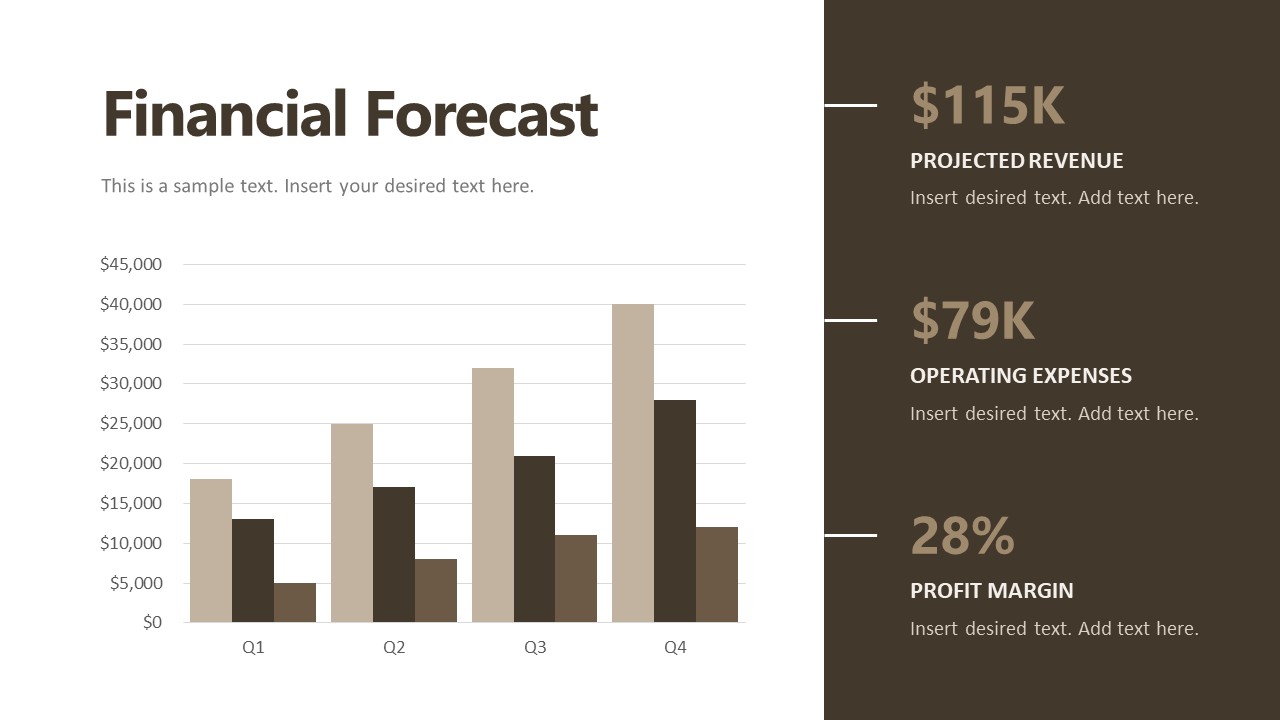 Financial Forecast
This is a sample text. Insert your desired text here.
$45,000
$40,000
$35,000
$30,000
$25,000
$20,000
$15,000
$10,000
$5,000
$0
Q1 Q2 Q3 Q4
$115K
PROJECTED REVENUE
Insert desired text. Add text here.
$79K
OPERATING EXPENSES
Insert desired text. Add text here.
28%
PROFIT MARGIN
Insert desired text. Add text here.